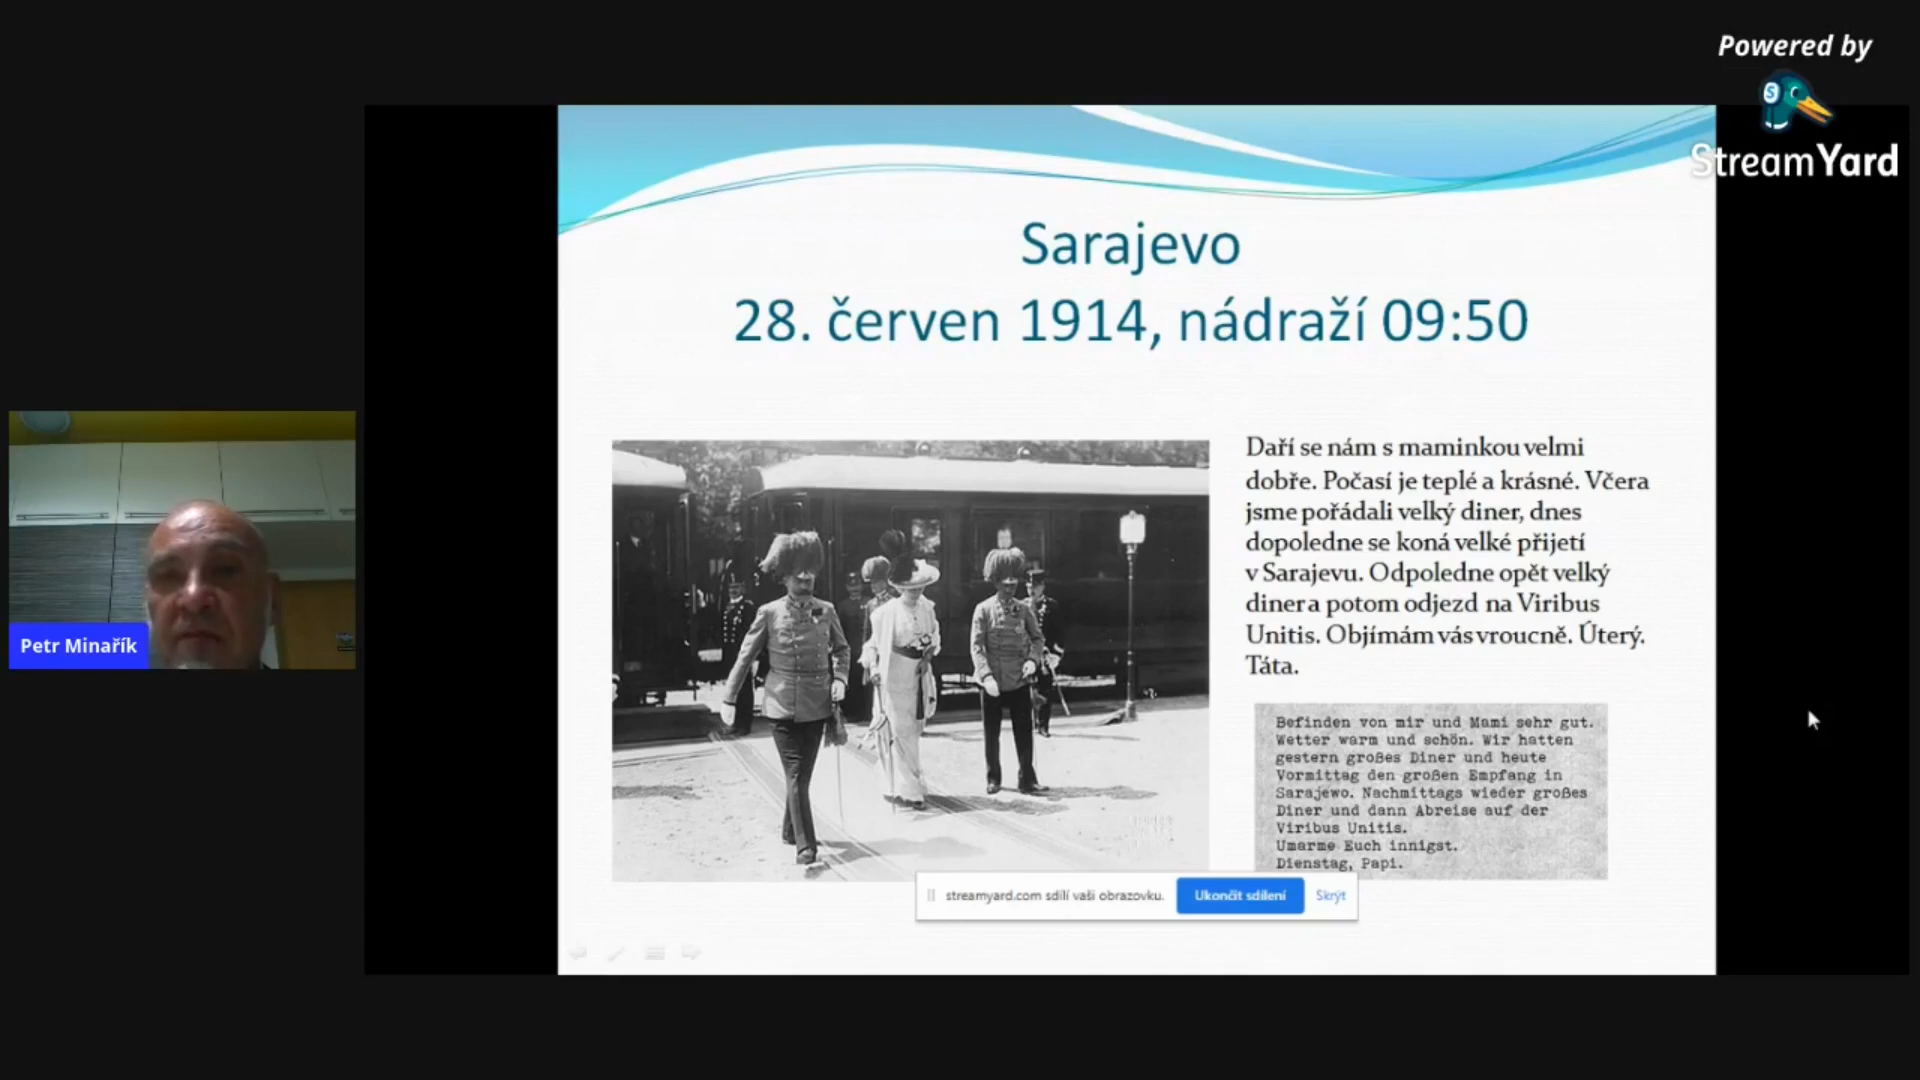 Powered by
StreamYard
Sarajevo
28. červen 1914, nádraží 09:50
Daří se nám s maminkou velmi
dobře. Počasí je teplé a krásné. Včera
jsme pořádali velký diner, dnes
dopoledne se koná velké přijetí
v Sarajevu. Odpoledne opět velký
diner a potom odjezd na Viribus
Unitis. Objímám vás vroucně. Úterý.
Táta.
Befinden von mir und Mami sehr gut.
Wetter warm und schön. Wir hatten
gestern großes Diner und heute
Vormittag den großen Empfang in
Sarajewo. Nachmittags wieder großes
Diner und dann Abreise auf der
Viribus Unitis.
Umarme Euch innigst.
Dienstag, Papi.
Petr Minařík
streamyard.com sdílí vaši obrazovku.
Ukončit sdílení
Skrýt